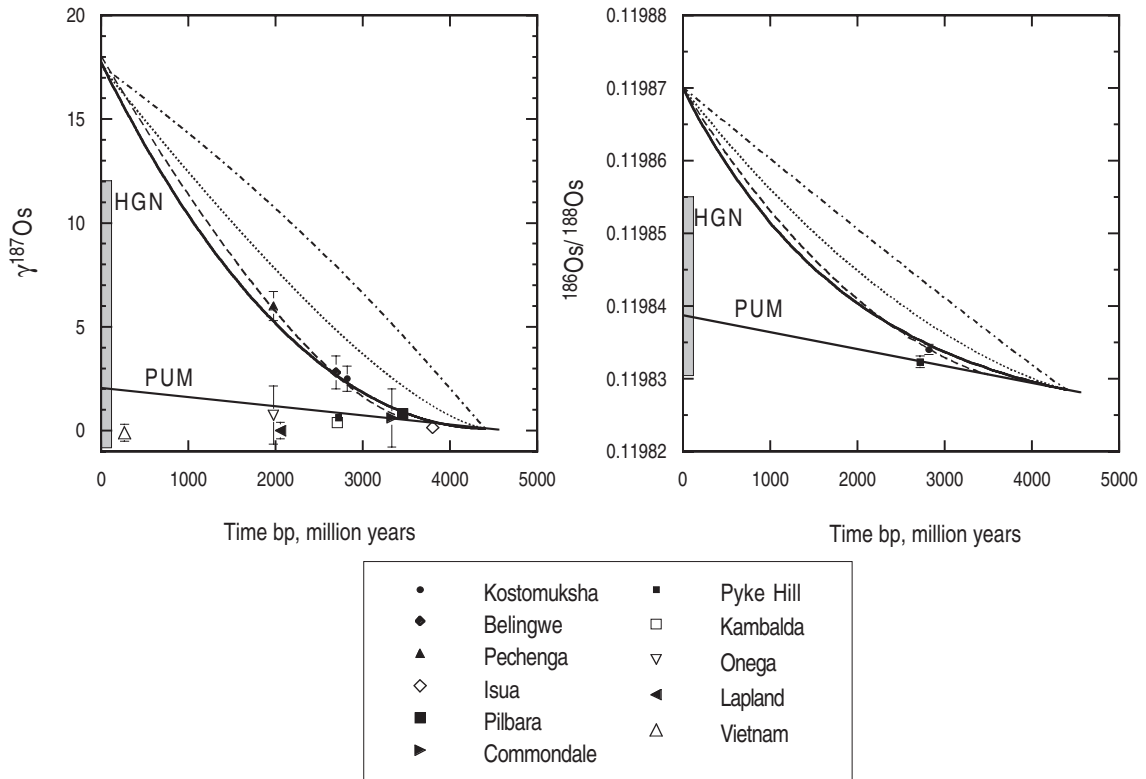 20
15
10
5
0
γ187Os
HGN
PUM
0 1000 2000 3000 4000 5000
Time bp, million years
0.11988
0.11987
0.11986
0.11985
0.11984
0.11983
0.11982
186Os/ 188Os
HGN
PUM
0 1000 2000 3000 4000 5000
Time bp, million years
Kostomuksha
Belingwe
Pechenga
Isua
Pilbara
Commondale
Pyke Hill
Kambalda
Onega
Lapland
Vietnam